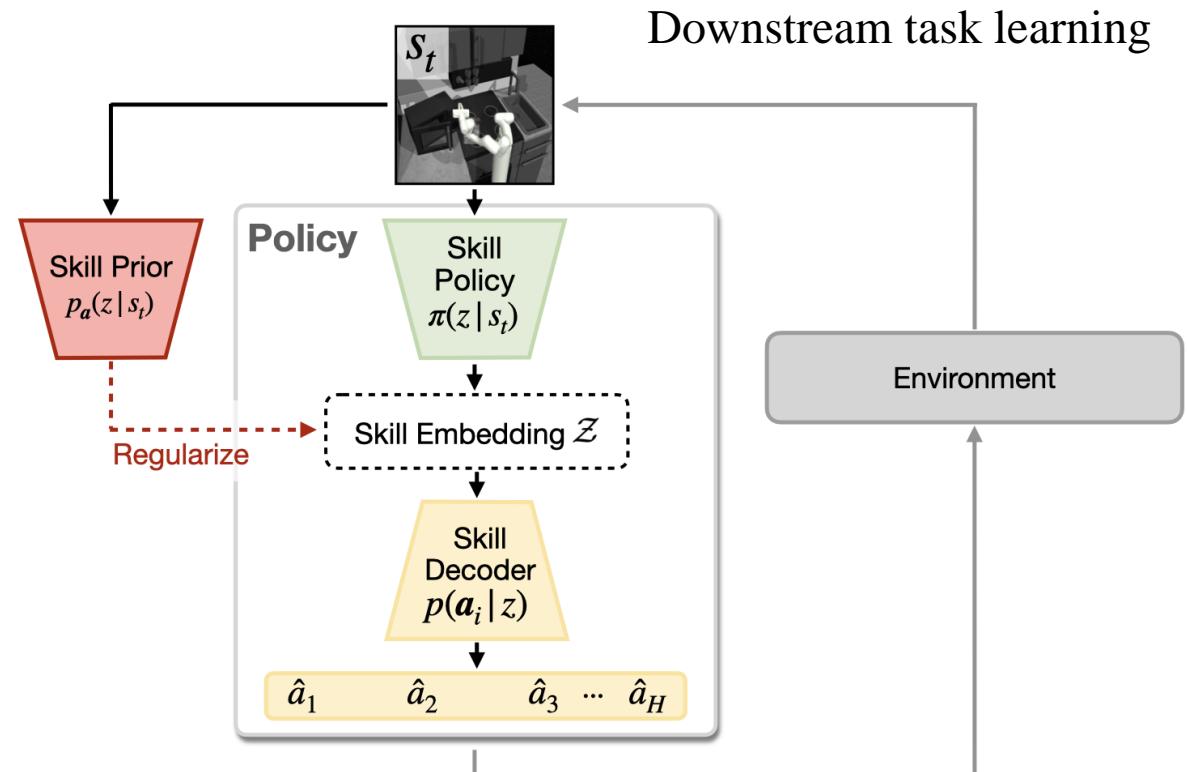 Downstream task learning
s_t
Policy
Skill Prior
p_a(z|s_t)
Skill
Policy
π(z|s_t)
Environment
Skill Embedding 𝒵
Regularize
Skill
Decoder
p(a_i|z)
â_1 â_2 â_3 ... â_H